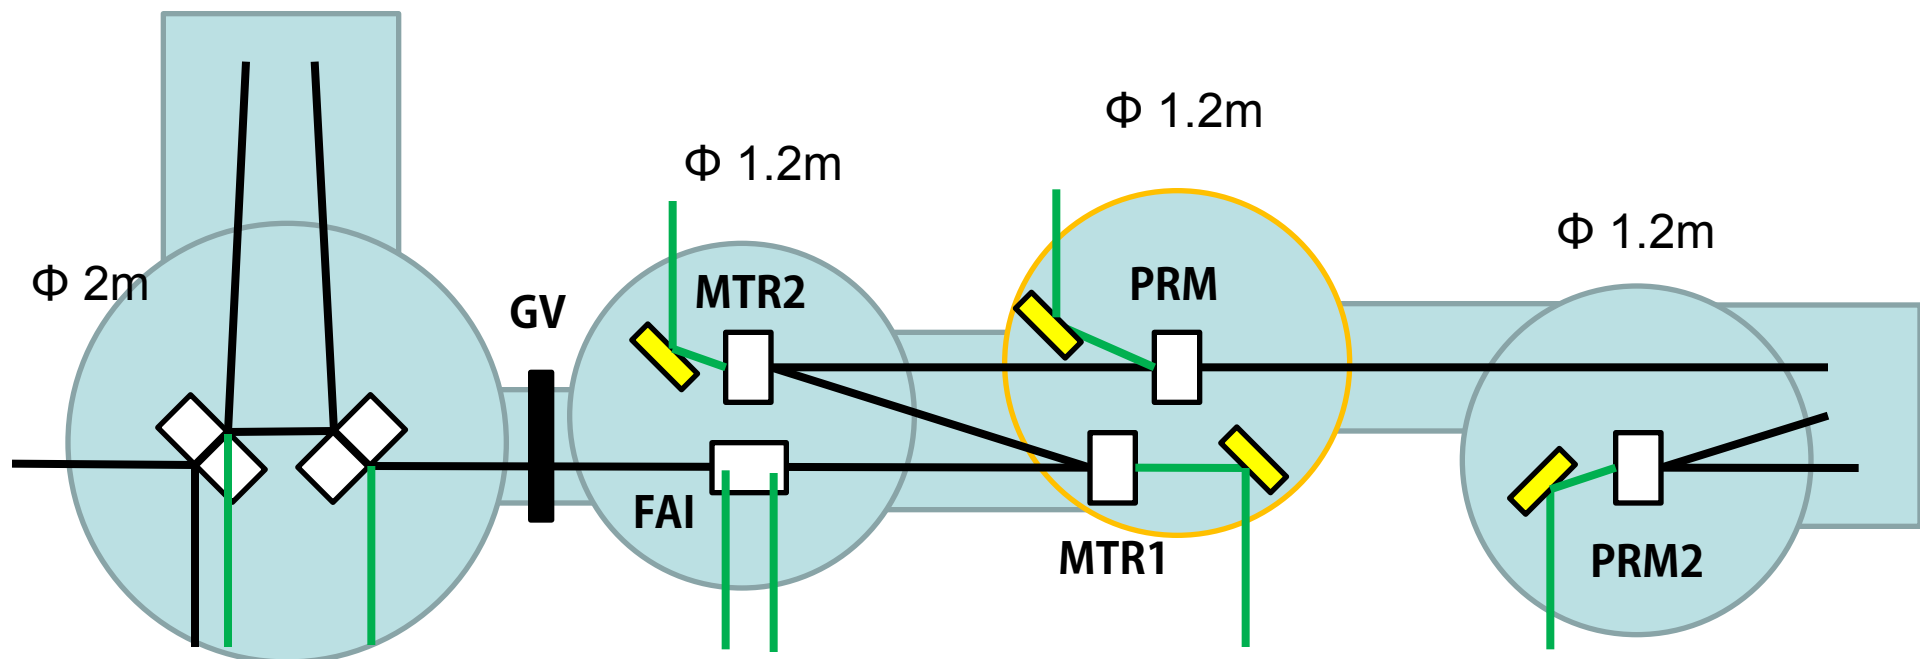 Φ 1.2m
Φ 1.2m
Φ 1.2m
Φ 2m
MTR2
PRM
GV
FAI
MTR1
PRM2